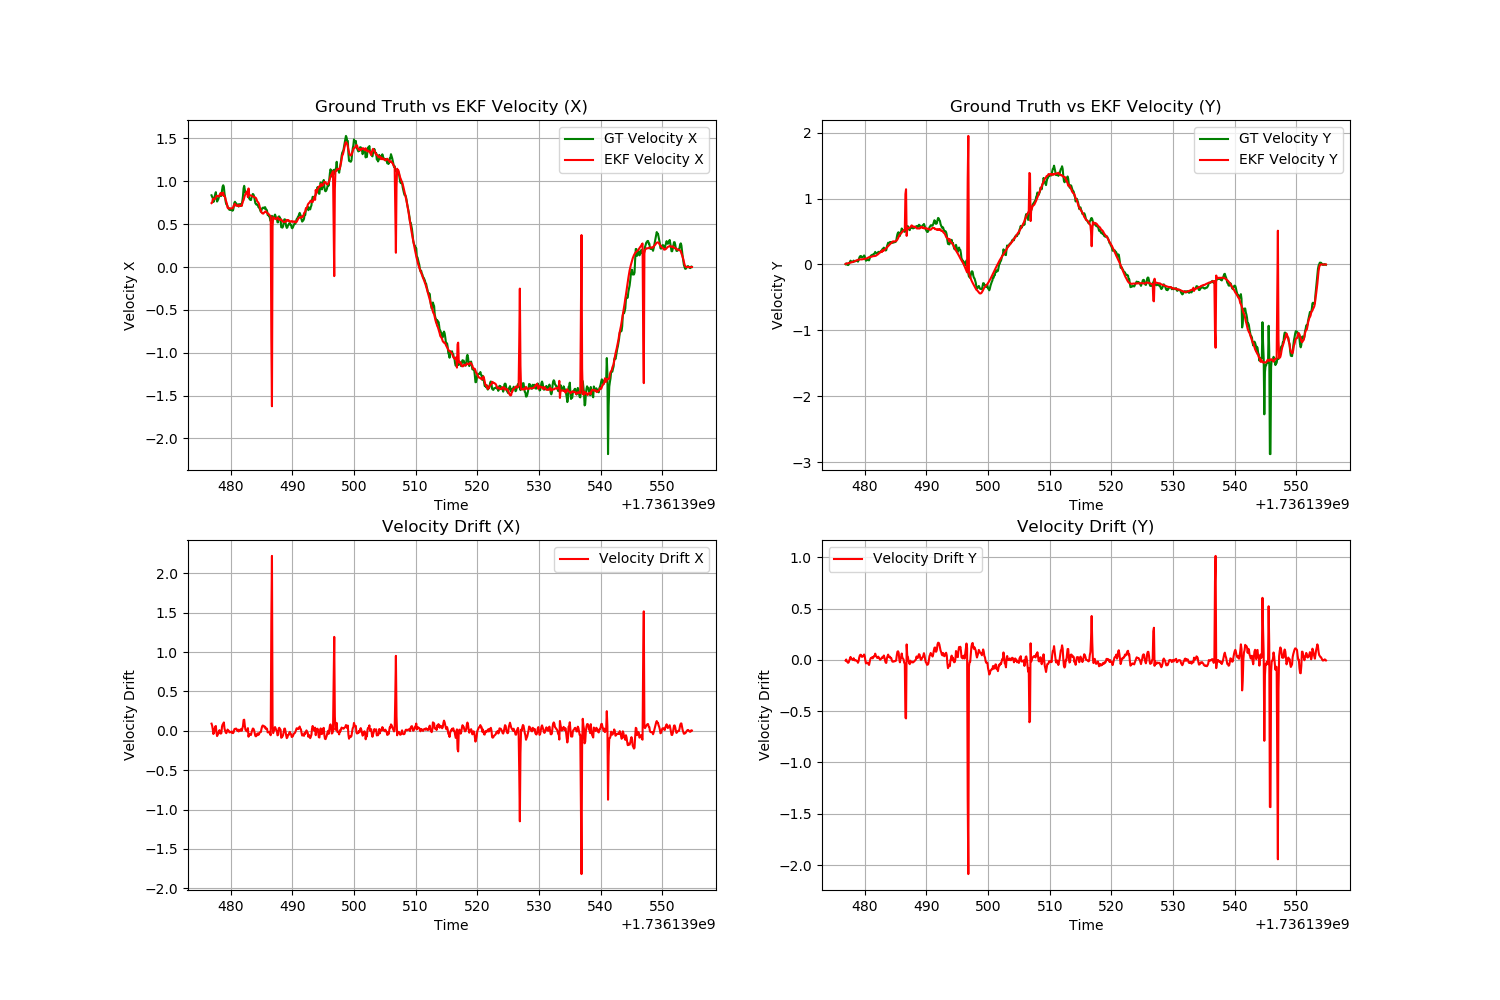 Ground Truth vs EKF Velocity (X)
GT Velocity X
EKF Velocity X
Velocity X
1.5
1.0
0.5
0.0
−0.5
−1.0
−1.5
−2.0
480 490 500 510 520 530 540 550
Time
+1.736139e9
Ground Truth vs EKF Velocity (Y)
GT Velocity Y
EKF Velocity Y
Velocity Y
2
1
0
−1
−2
−3
480 490 500 510 520 530 540 550
Time
+1.736139e9
Velocity Drift (X)
Velocity Drift X
Velocity Drift
2.0
1.5
1.0
0.5
0.0
−0.5
−1.0
−1.5
−2.0
480 490 500 510 520 530 540 550
Time
+1.736139e9
Velocity Drift (Y)
Velocity Drift Y
Velocity Drift
1.0
0.5
0.0
−0.5
−1.0
−1.5
−2.0
480 490 500 510 520 530 540 550
Time
+1.736139e9